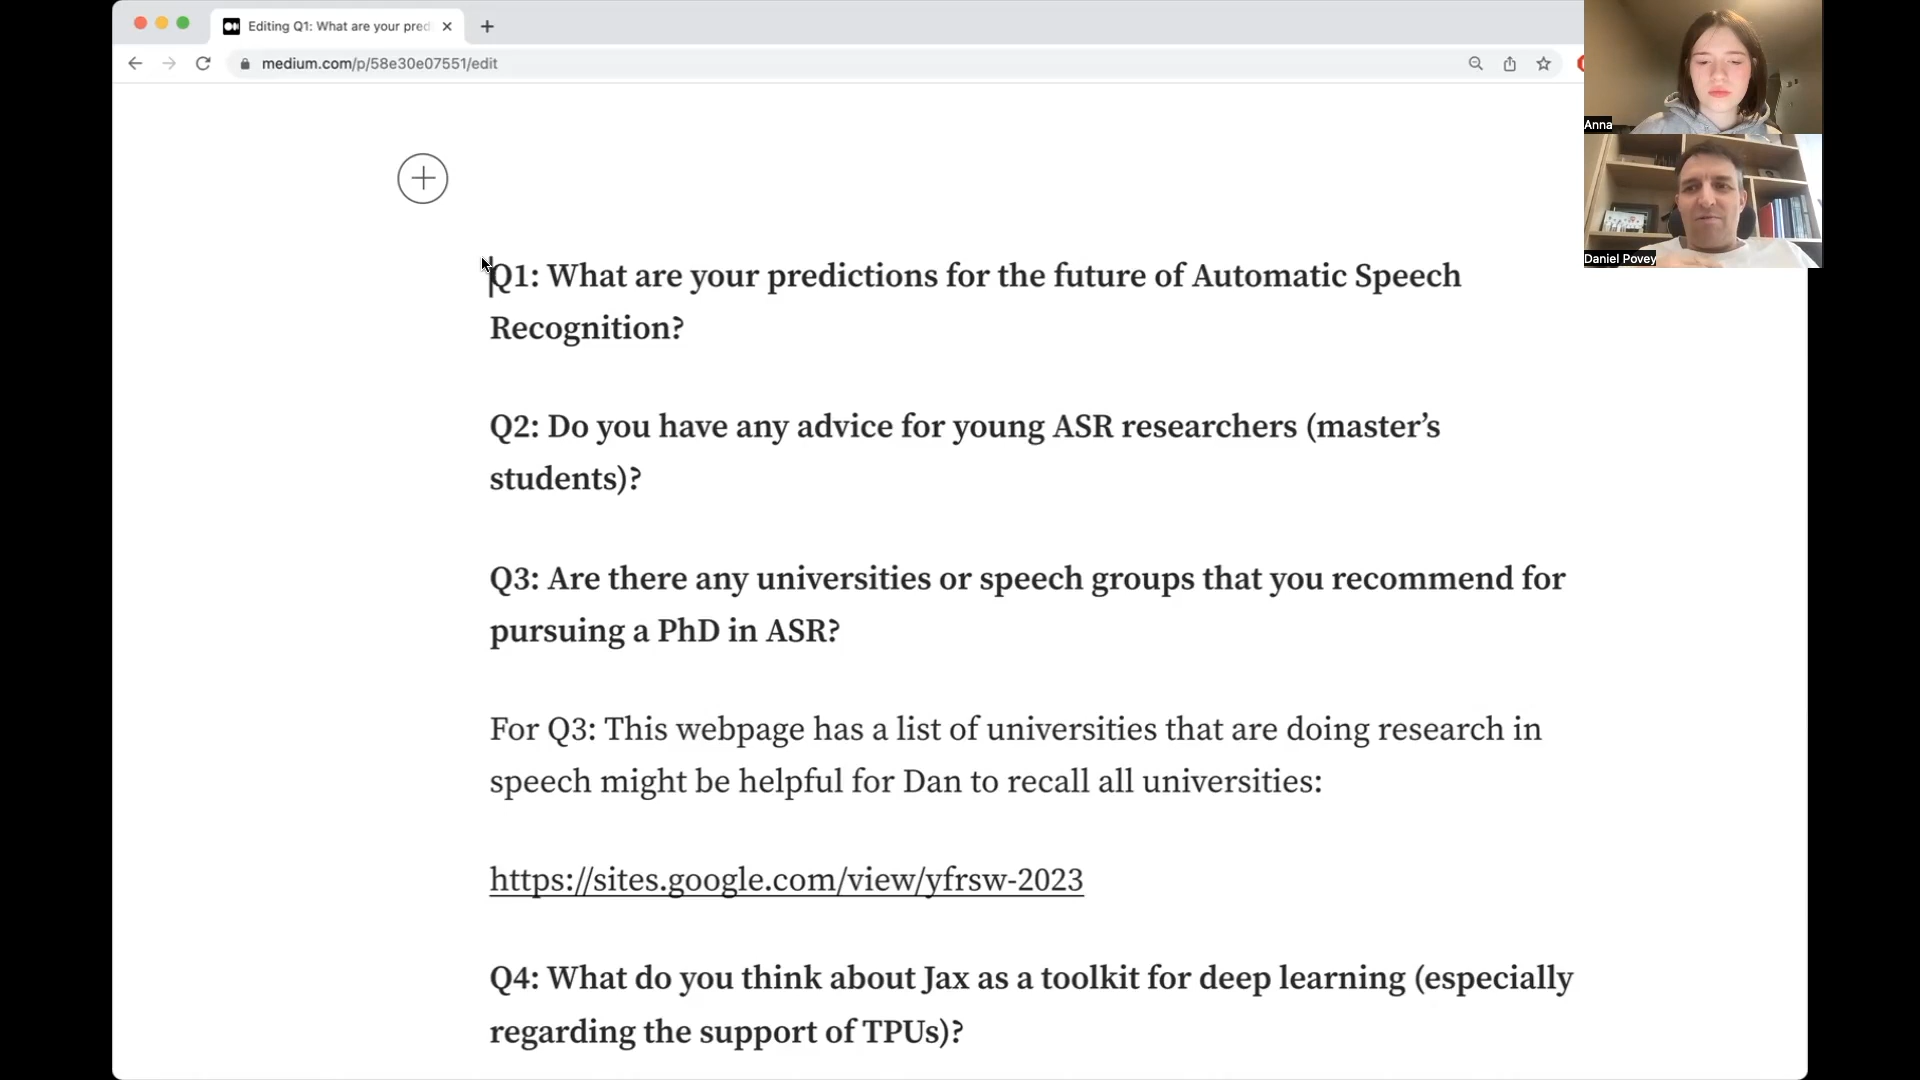 Editing Q1: What are your pred
medium.com/p/58e30e07551/edit
Anna
Daniel Povey
Q1: What are your predictions for the future of Automatic Speech
Recognition?
Q2: Do you have any advice for young ASR researchers (master’s
students)?
Q3: Are there any universities or speech groups that you recommend for
pursuing a PhD in ASR?
For Q3: This webpage has a list of universities that are doing research in
speech might be helpful for Dan to recall all universities:
https://sites.google.com/view/yfrsw-2023
Q4: What do you think about Jax as a toolkit for deep learning (especially
regarding the support of TPUs)?